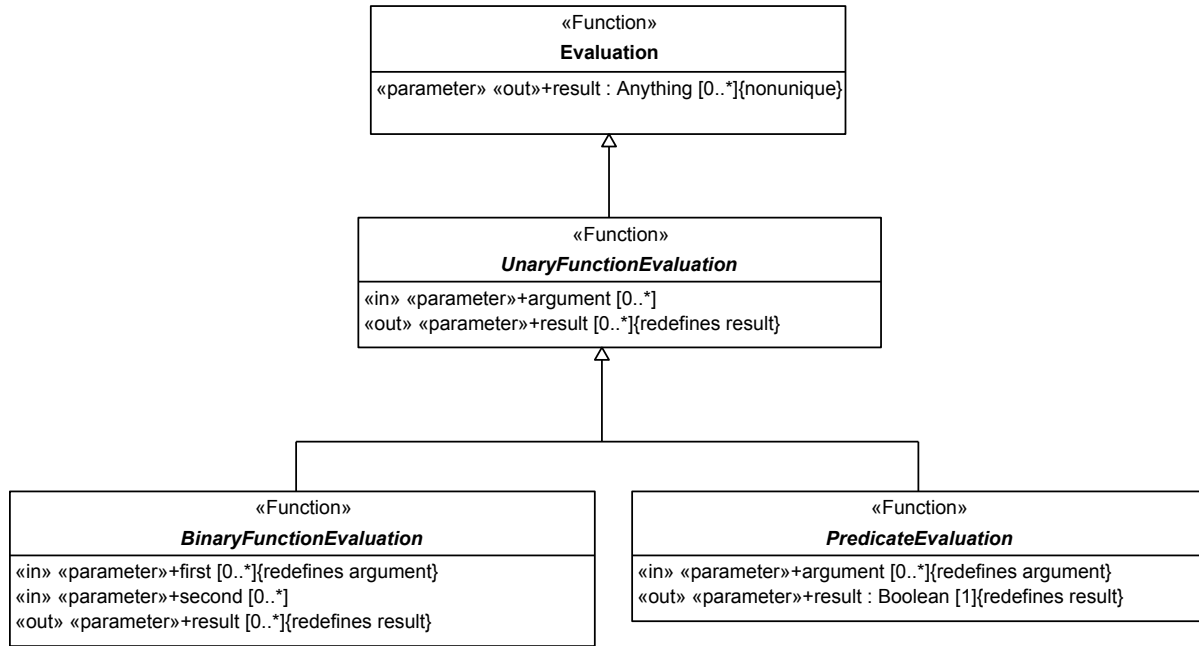 «Function»
Evaluation
«parameter» «out»+result : Anything [0..*]{nonunique}
«Function»
UnaryFunctionEvaluation
«in» «parameter»+argument [0..*]
«out» «parameter»+result [0..*]{redefines result}
«Function»
BinaryFunctionEvaluation
«in» «parameter»+first [0..*]{redefines argument}
«in» «parameter»+second [0..*]
«out» «parameter»+result [0..*]{redefines result}
«Function»
PredicateEvaluation
«in» «parameter»+argument [0..*]{redefines argument}
«out» «parameter»+result : Boolean [1]{redefines result}